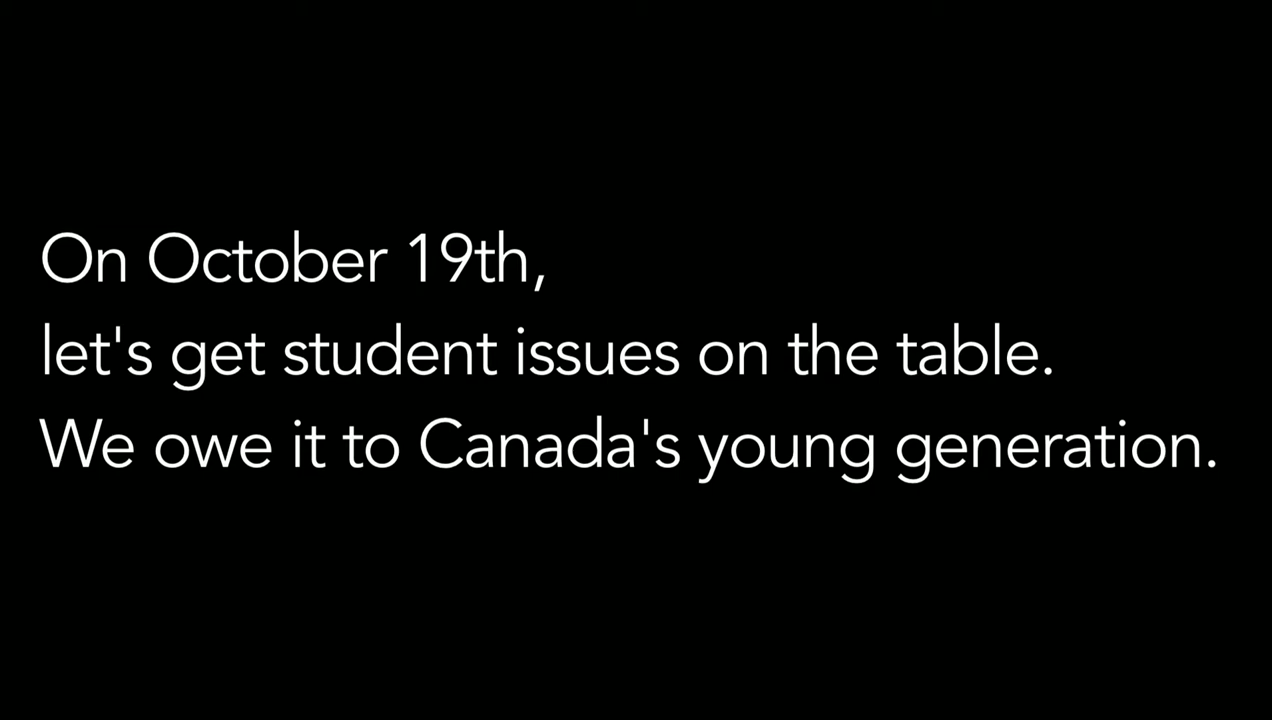 On October 19th,
let's get student issues on the table.
We owe it to Canada's young generation.